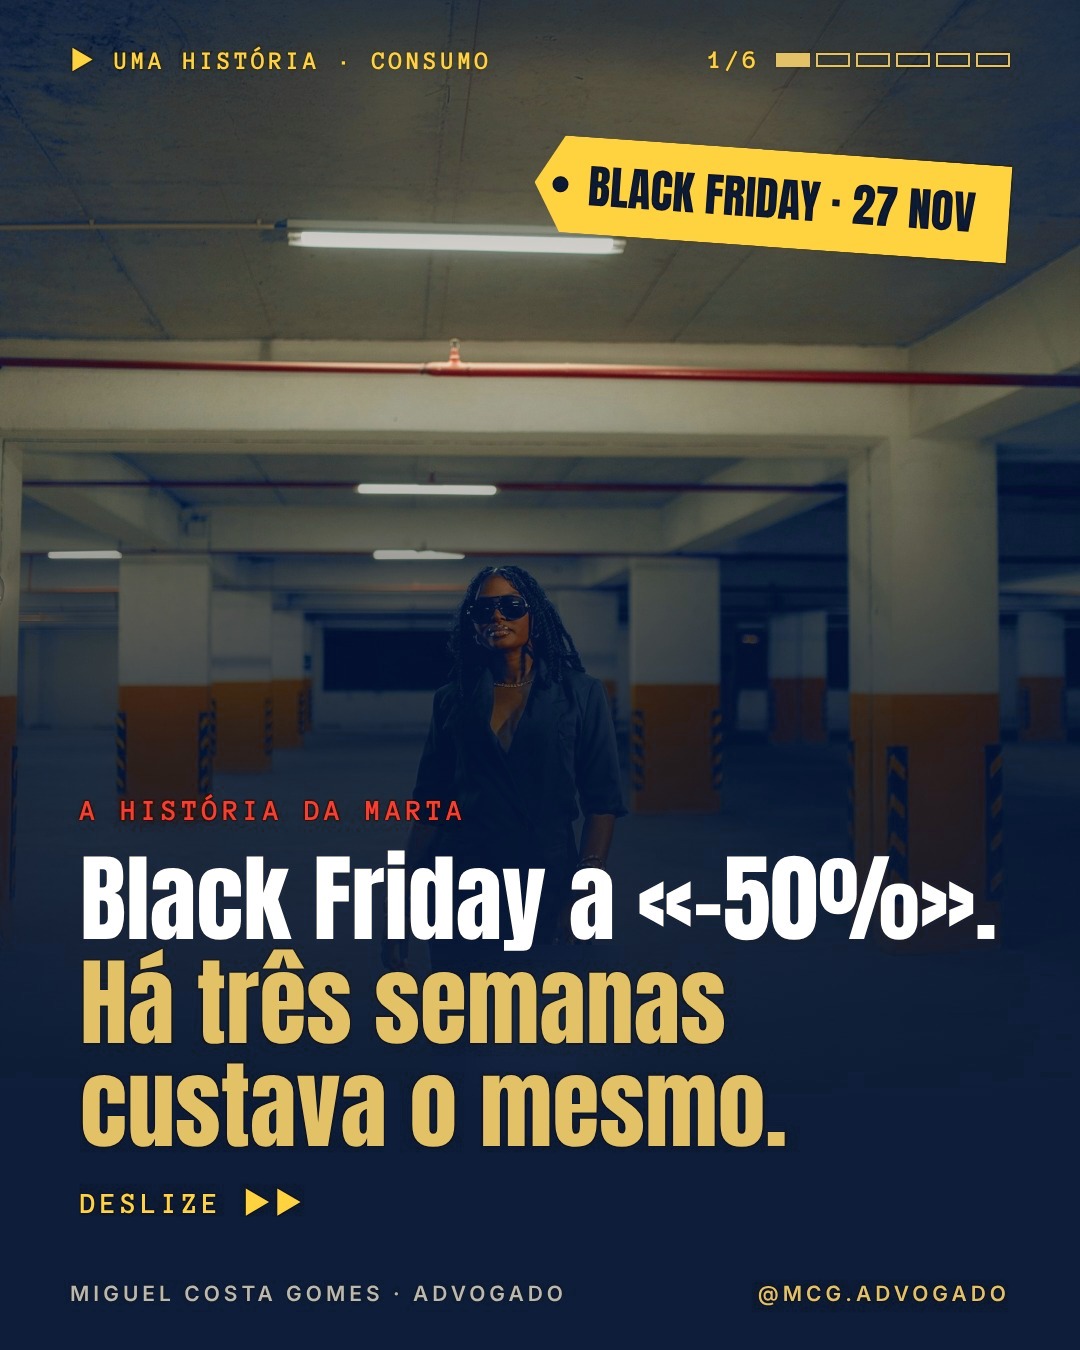 UMA HISTÓRIA · CONSUMO
1/6
BLACK FRIDAY · 27 NOV
A HISTÓRIA DA MARTA
Black Friday a «-50%».
Há três semanas
custava o mesmo.
DESLIZE
MIGUEL COSTA GOMES · ADVOGADO
@MCG.ADVOGADO